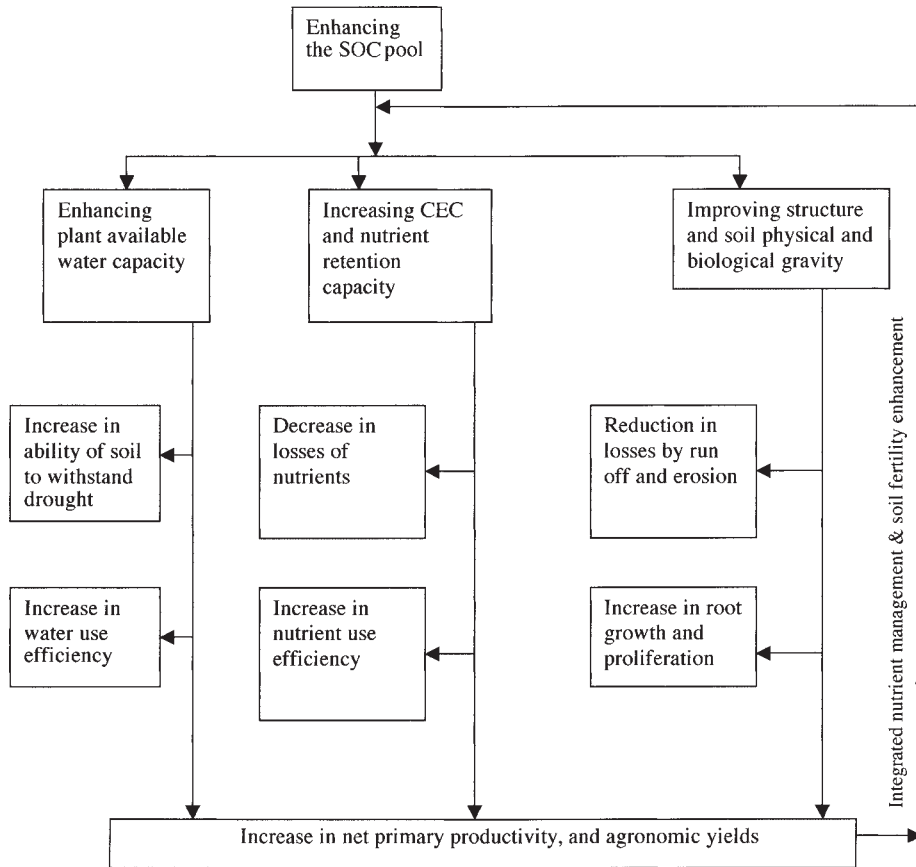 Enhancing
the SOC pool
Enhancing
plant available
water capacity
Increasing CEC
and nutrient
retention
capacity
Improving structure
and soil physical and
biological gravity
Increase in
ability of soil
to withstand
drought
Decrease in
losses of
nutrients
Reduction in
losses by run
off and erosion
Increase in
water use
efficiency
Increase in
nutrient use
efficiency
Increase in root
growth and
proliferation
Integrated nutrient management & soil fertility enhancement
Increase in net primary productivity, and agronomic yields